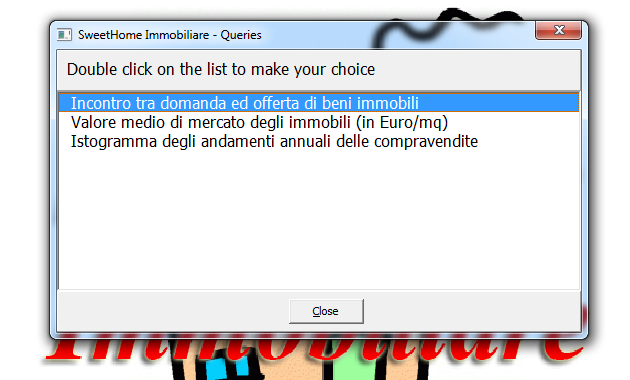 SweetHome Immobiliare - Queries
Double click on the list to make your choice
Incontro tra domanda ed offerta di beni immobili
Valore medio di mercato degli immobili (in Euro/mq)
Istogramma degli andamenti annuali delle compravendite
Close
Immobiliare